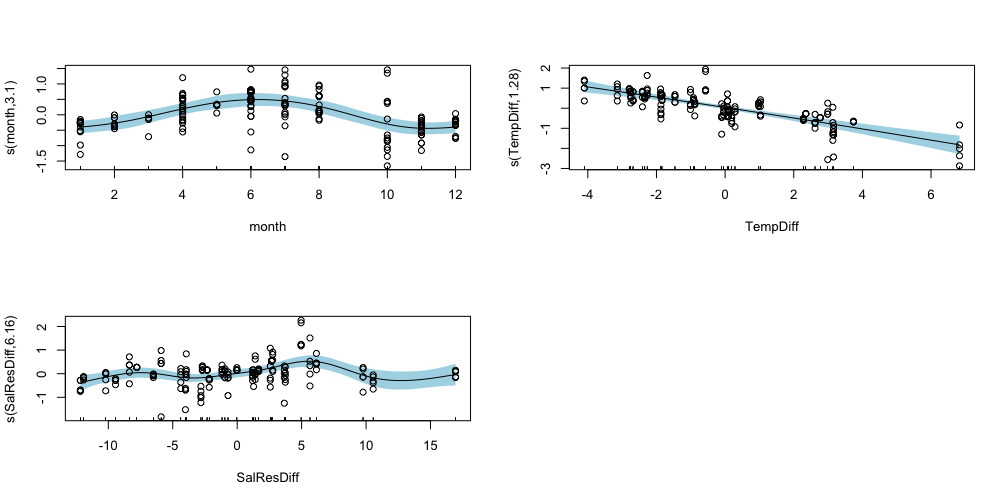 s(month,3.1)
1.0
0.0
-1.5
2 4 6 8 10 12
month
s(TempDiff,1.28)
2
1
-1
-3
-4 -2 0 2 4 6
TempDiff
s(SalResDiff,6.16)
2
1
0
-1
-10 -5 0 5 10 15
SalResDiff